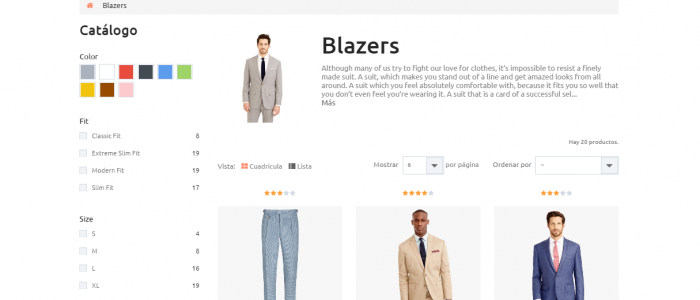 Blazers
Catálogo
Color
Fit
Classic Fit 8
Extreme Slim Fit 19
Modern Fit 19
Slim Fit 17
Size
S 4
M 8
L 16
XL 19
Blazers
Although many of us try to fight our love for clothes, it's impossible to resist a finely
made suit. A suit, which makes you stand out of a line and get amazed looks from all
around. A suit which you feel absolutely comfortable with, because it fits you so well that
you don't even feel you're wearing it. A suit that is a card of a successful sel...
Más
Hay 20 productos.
Vista: Cuadrícula Lista Mostrar 8 por página Ordenar por --